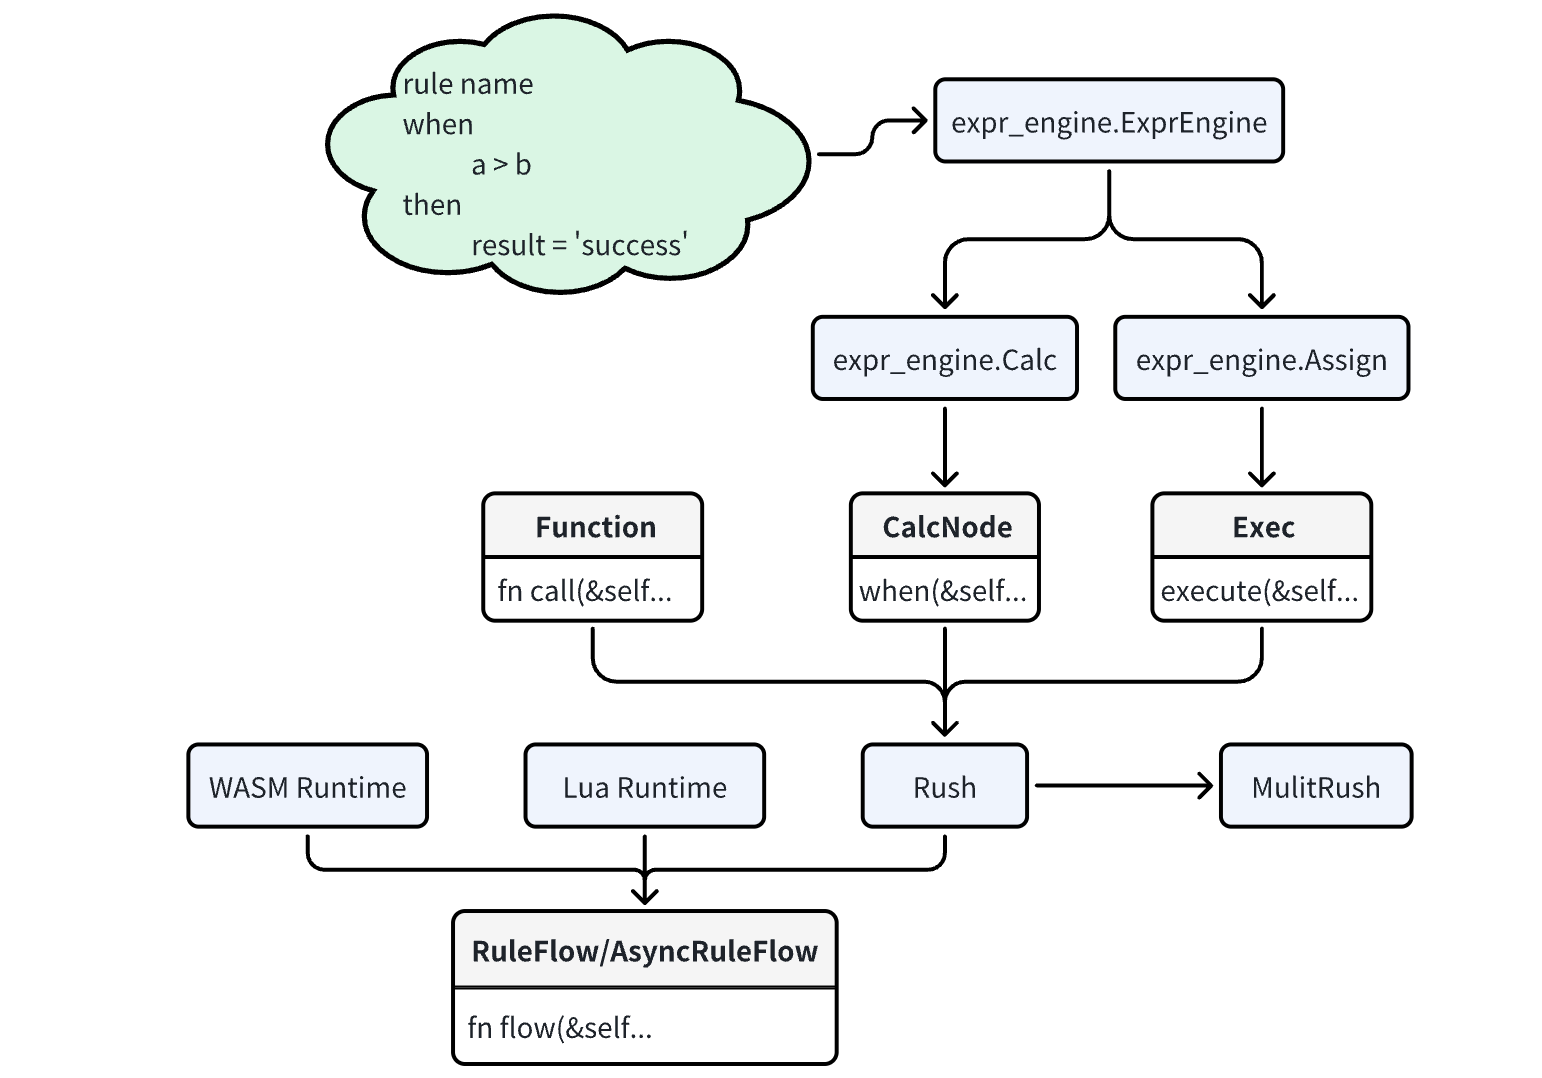 rule name
when
a > b
then
result = 'success'
expr_engine.ExprEngine
expr_engine.Calc
expr_engine.Assign
Function
fn call(&self...
CalcNode
when(&self...
Exec
execute(&self...
WASM Runtime
Lua Runtime
Rush
MulitRush
RuleFlow/AsyncRuleFlow
fn flow(&self...